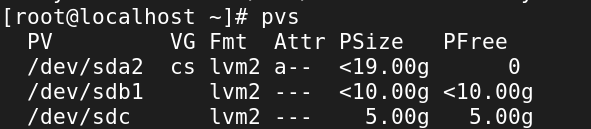 [root@localhost ~]# pvs
  PV         VG Fmt  Attr PSize   PFree
  /dev/sda2  cs lvm2 a--  <19.00g      0
  /dev/sdb1     lvm2 ---  <10.00g <10.00g
  /dev/sdc      lvm2 ---    5.00g   5.00g